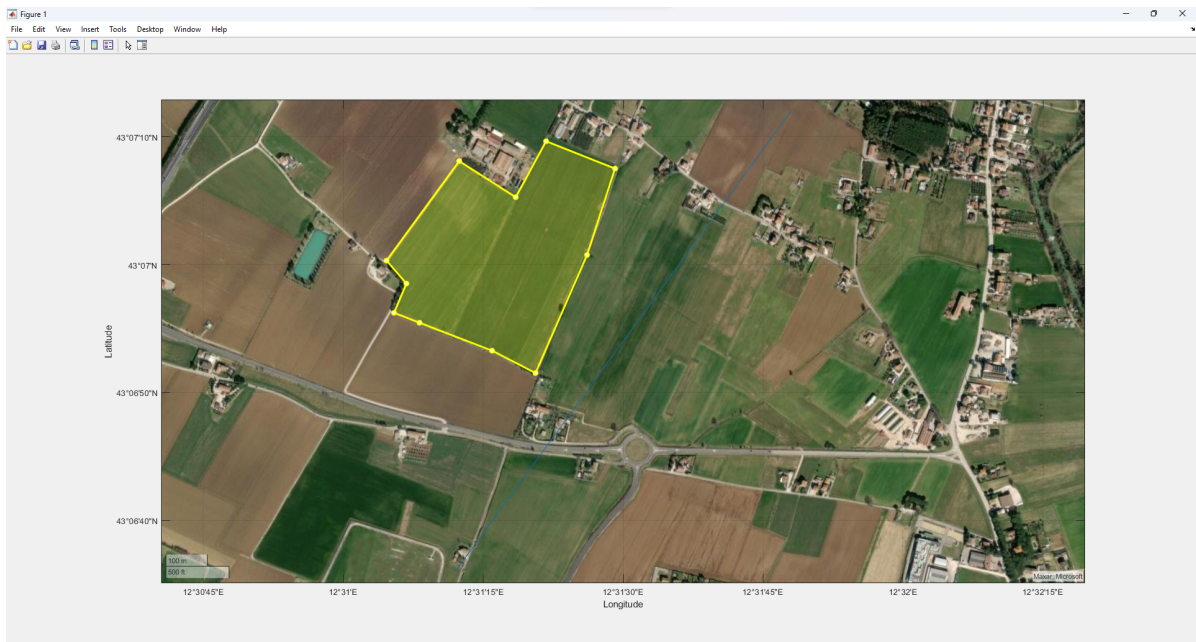 Figure 1
File Edit View Insert Tools Desktop Window Help
43°07'10"N
43°07'N
43°06'50"N
43°06'40"N
Latitude
100 m
500 ft
Maxar, Microsoft
12°30'45"E 12°31'E 12°31'15"E 12°31'30"E 12°31'45"E 12°32'E 12°32'15"E
Longitude